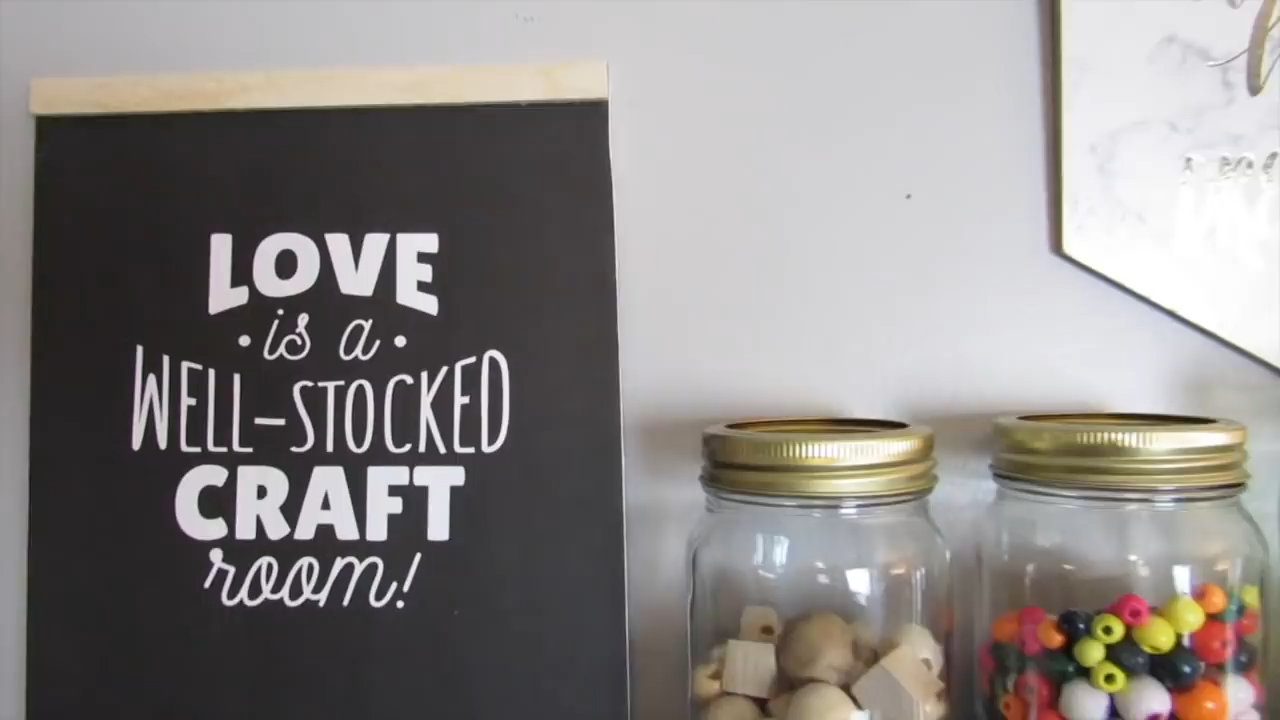 LOVE
• is a •
WELL-STOCKED
CRAFT
room!